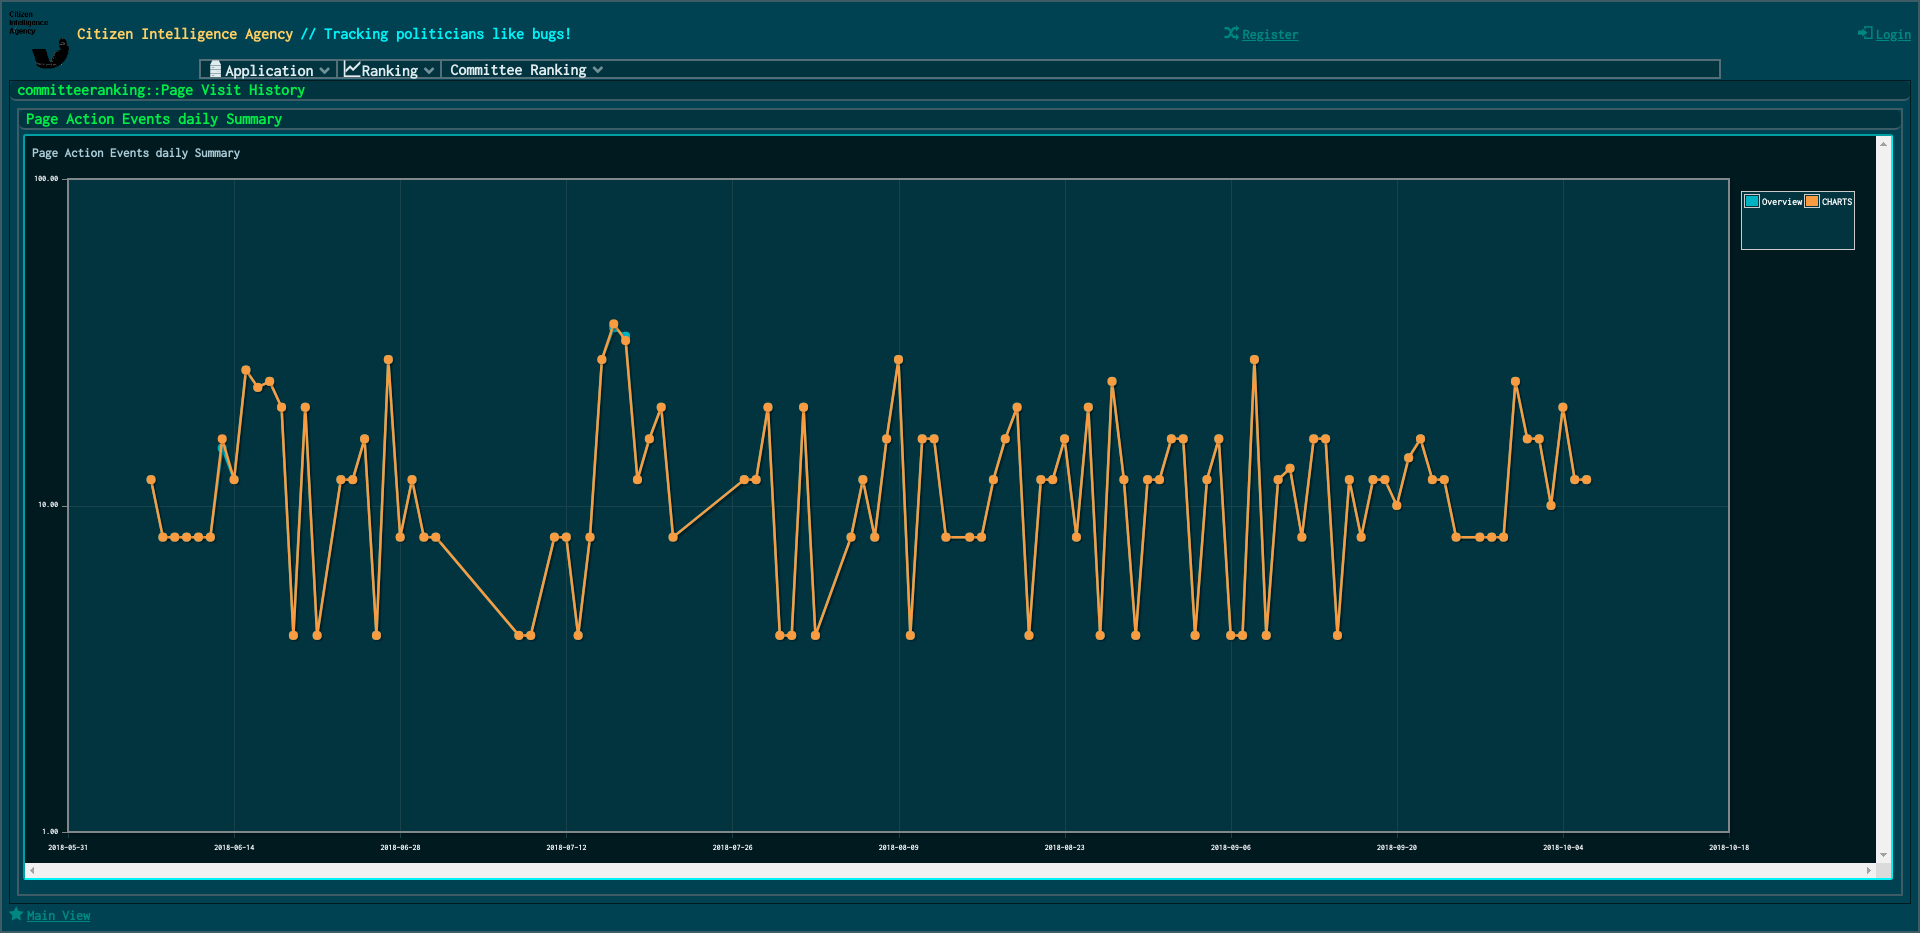 Citizen
Intelligence
Agency
Citizen Intelligence Agency // Tracking politicians like bugs!
Register
Login
Application
Ranking
Committee Ranking
committeeranking::Page Visit History
Page Action Events daily Summary
Page Action Events daily Summary
100.00
Overview
CHARTS
10.00
1.00
2018-05-31
2018-06-14
2018-06-28
2018-07-12
2018-07-26
2018-08-09
2018-08-23
2018-09-06
2018-09-20
2018-10-04
2018-10-18
Main View